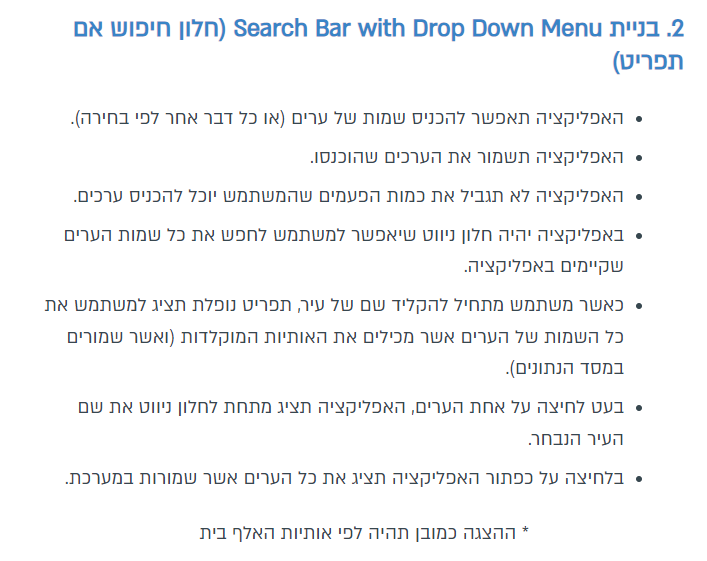 2. בניית Search Bar with Drop Down Menu (חלון חיפוש אם
תפריט)
• האפליקציה תאפשר להכניס שמות של ערים (או כל דבר אחר לפי בחירה).
• האפליקציה תשמור את הערכים שהוכנסו.
• האפליקציה לא תגביל את כמות הפעמים שהמשתמש יוכל להכניס ערכים.
• באפליקציה יהיה חלון ניווט שיאפשר למשתמש לחפש את כל שמות הערים
שקיימים באפליקציה.
• כאשר משתמש מתחיל להקליד שם של עיר, תפריט נופלת תציג למשתמש את
כל השמות של הערים אשר מכילים את האותיות המוקלדות (ואשר שמורים
במסד הנתונים).
• בעט לחיצה על אחת הערים, האפליקציה תציג מתחת לחלון ניווט את שם
העיר הנבחר.
• בלחיצה על כפתור האפליקציה תציג את כל הערים אשר שמורות במערכת.
* ההצגה כמובן תהיה לפי אותיות האלף בית